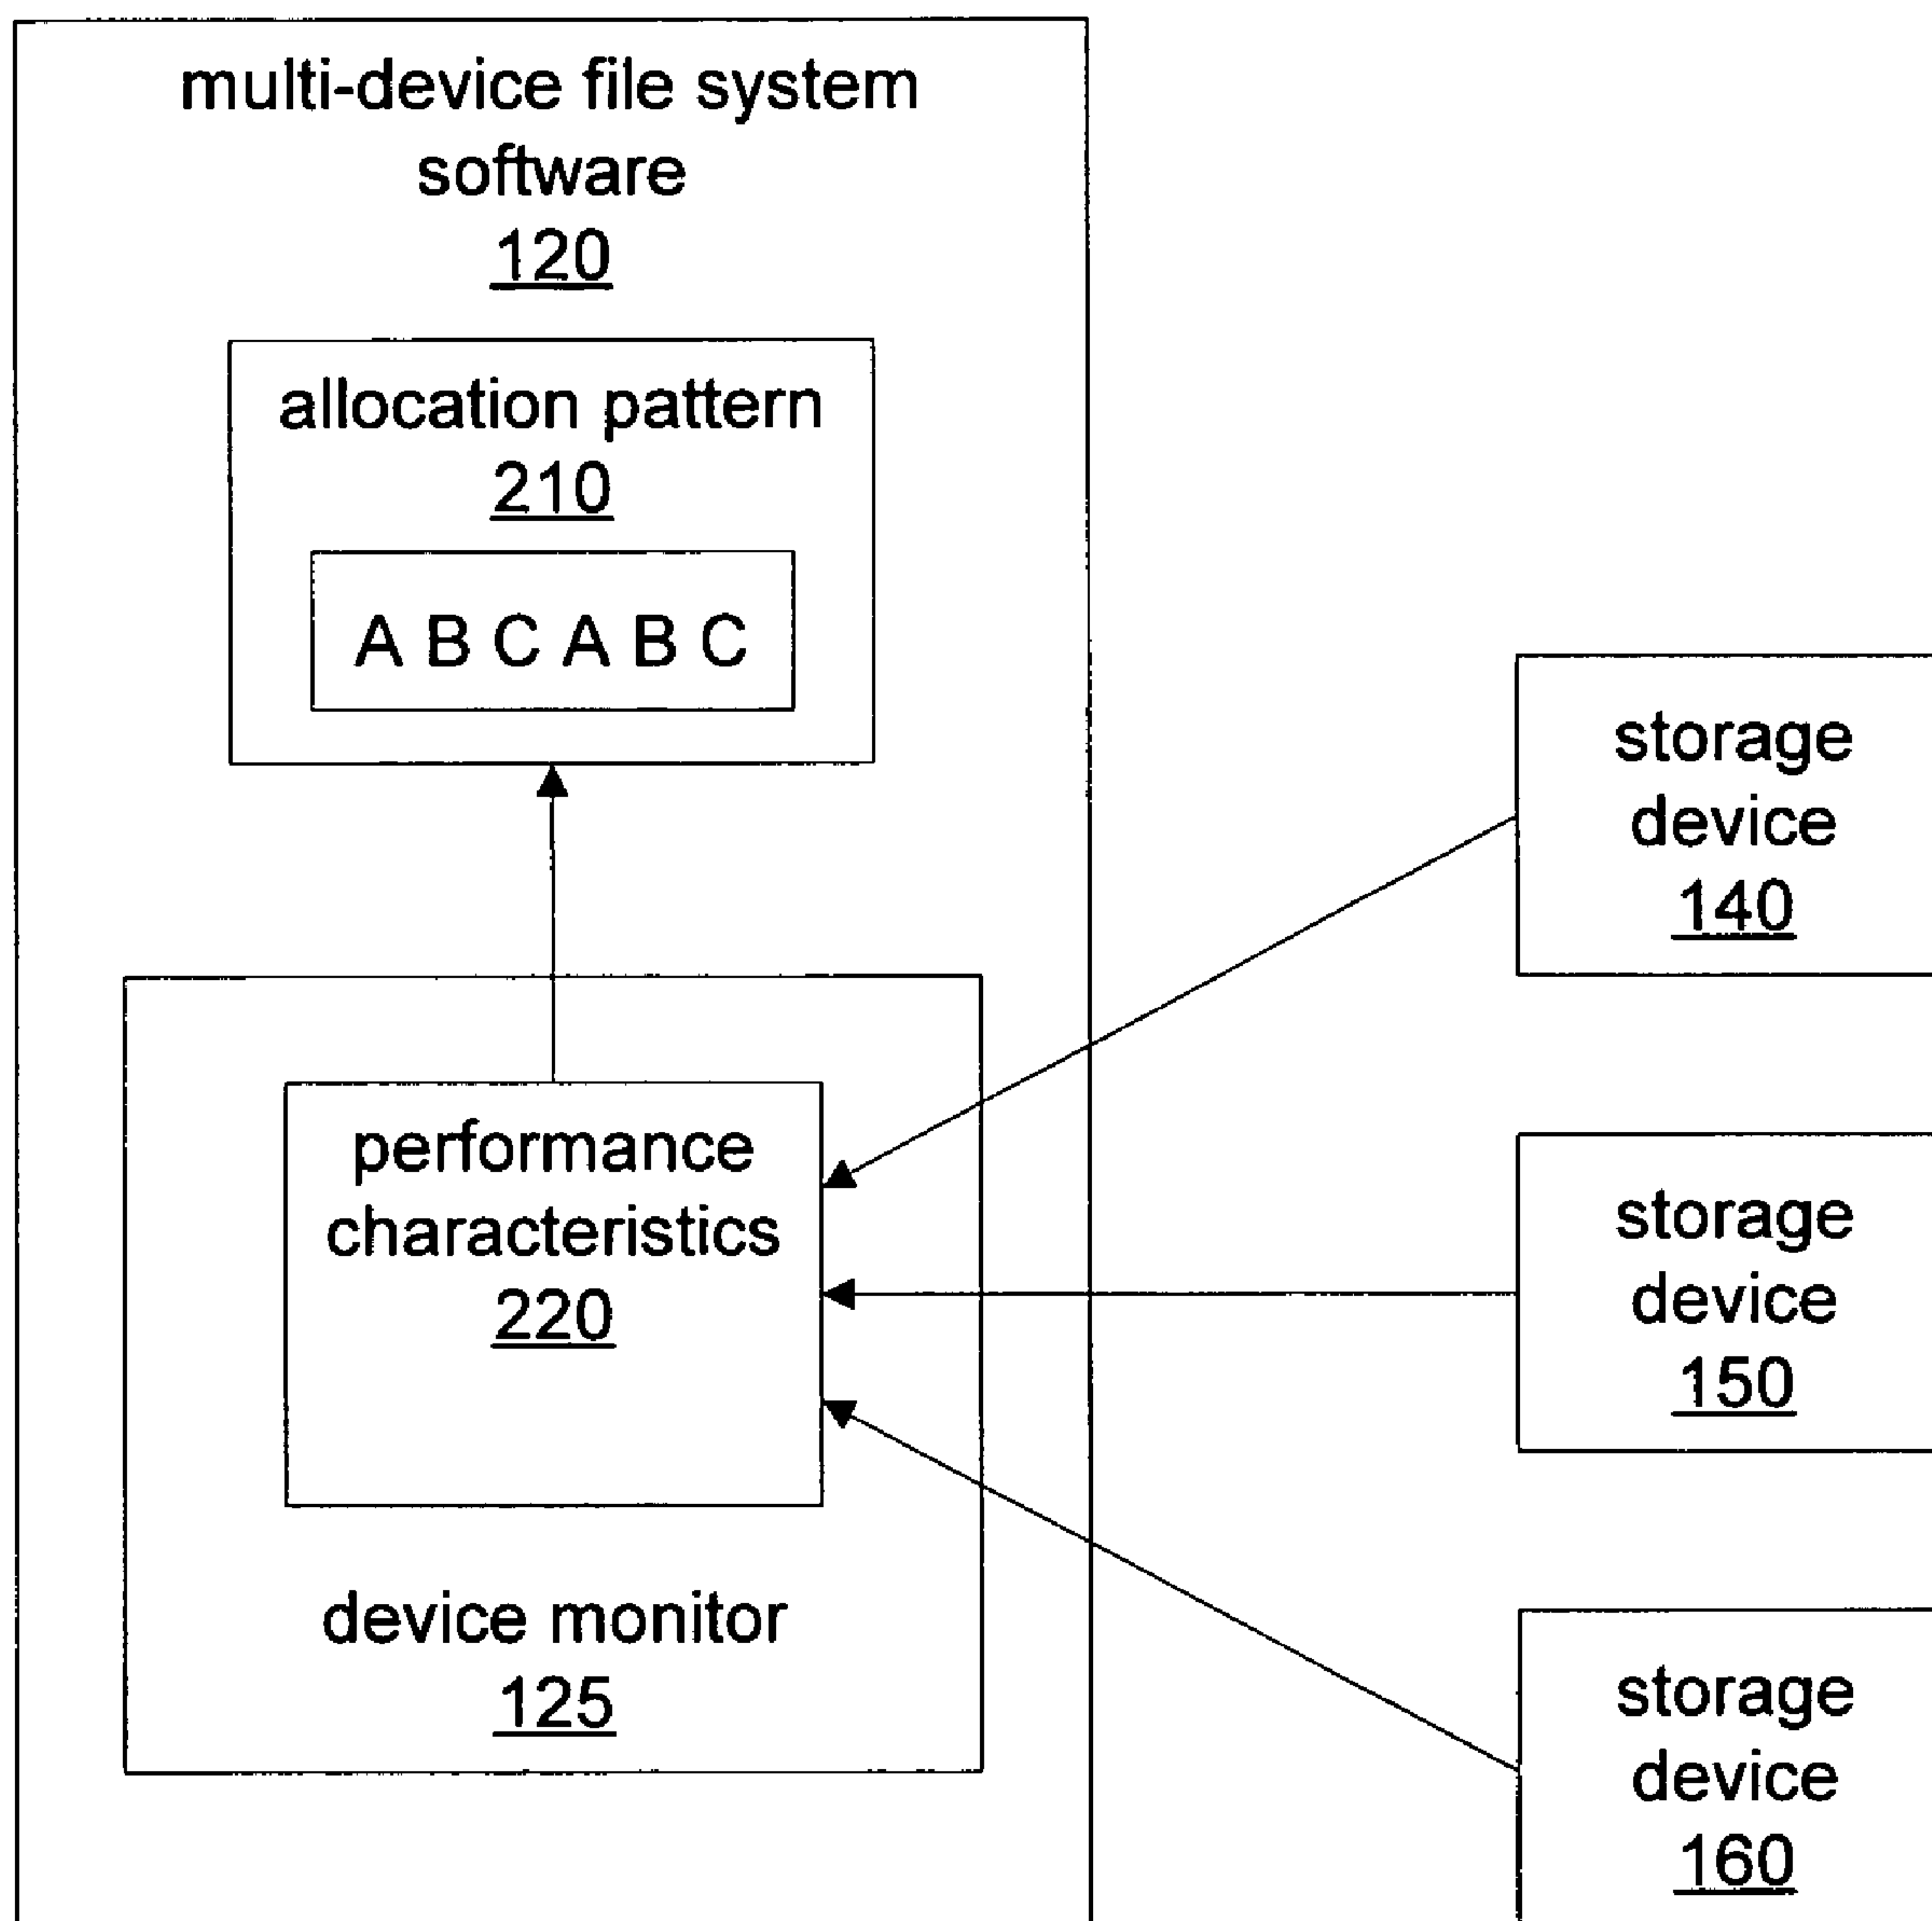 multi-device file system
software
120
allocation pattern
210
A B C A B C
performance
characteristics
220
device monitor
125
storage
device
140
storage
device
150
storage
device
160